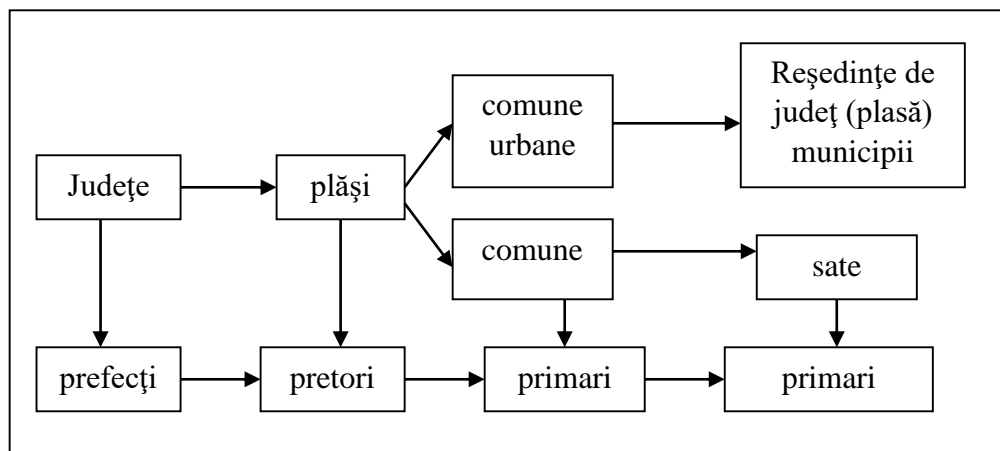 comune
urbane
Reşedinţe de
judeţ (plasă)
municipii
Judeţe
plăşi
comune
sate
prefecţi
pretori
primari
primari